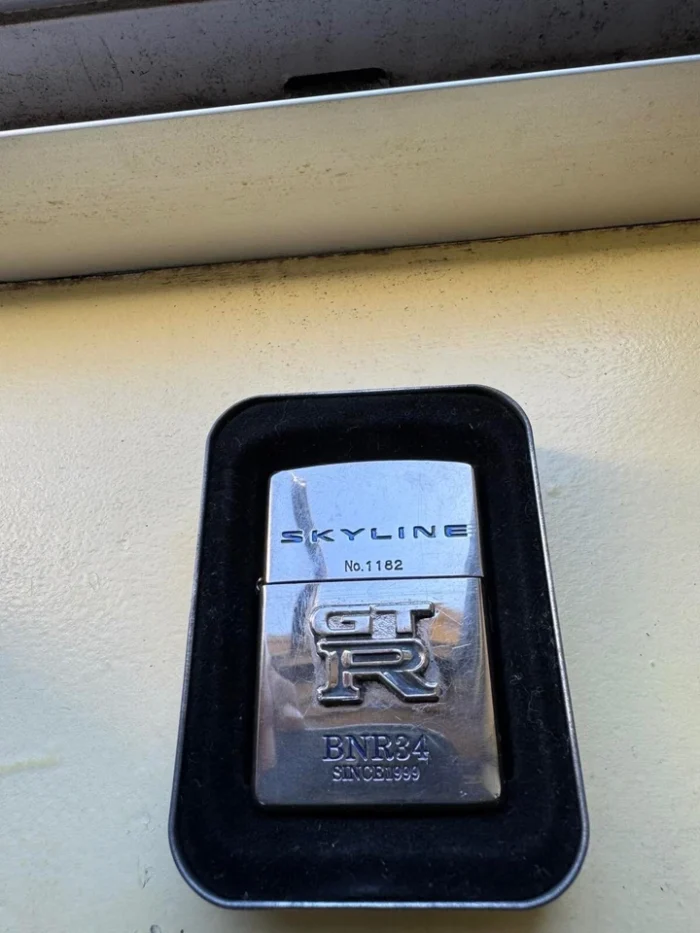 SKYLINE
No.1182
GT
R
BNR34
SINCE1999